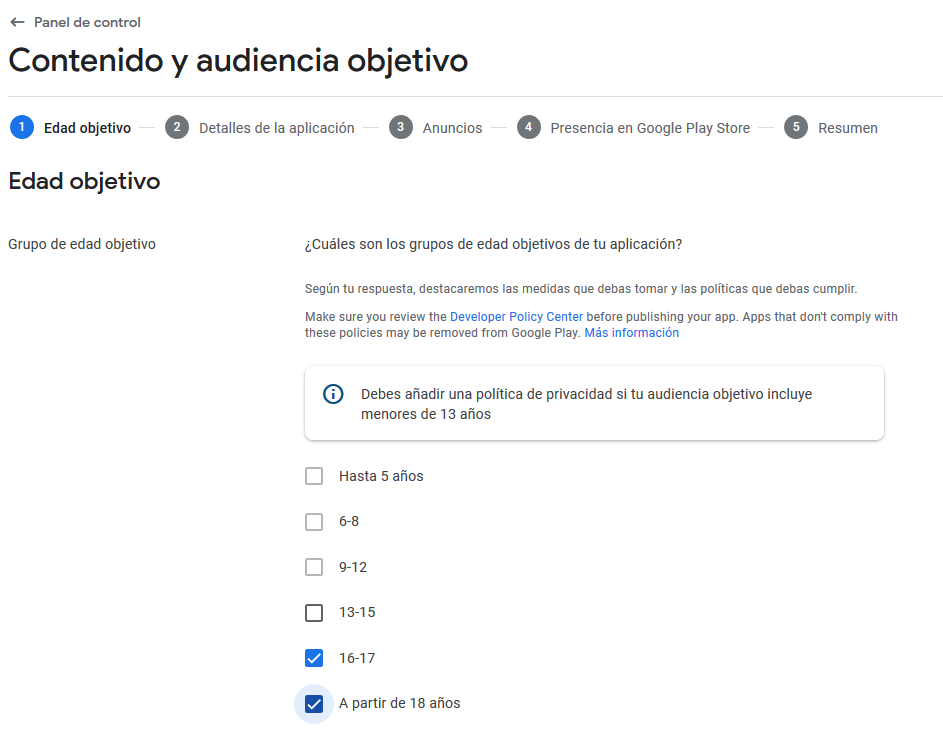 Panel de control
Contenido y audiencia objetivo
1 Edad objetivo 2 Detalles de la aplicación 3 Anuncios 4 Presencia en Google Play Store 5 Resumen
Edad objetivo
Grupo de edad objetivo
¿Cuáles son los grupos de edad objetivos de tu aplicación?
Según tu respuesta, destacaremos las medidas que debas tomar y las políticas que debas cumplir.
Make sure you review the Developer Policy Center before publishing your app. Apps that don't comply with
these policies may be removed from Google Play. Más información
Debes añadir una política de privacidad si tu audiencia objetivo incluye
menores de 13 años
Hasta 5 años
6-8
9-12
13-15
16-17
A partir de 18 años